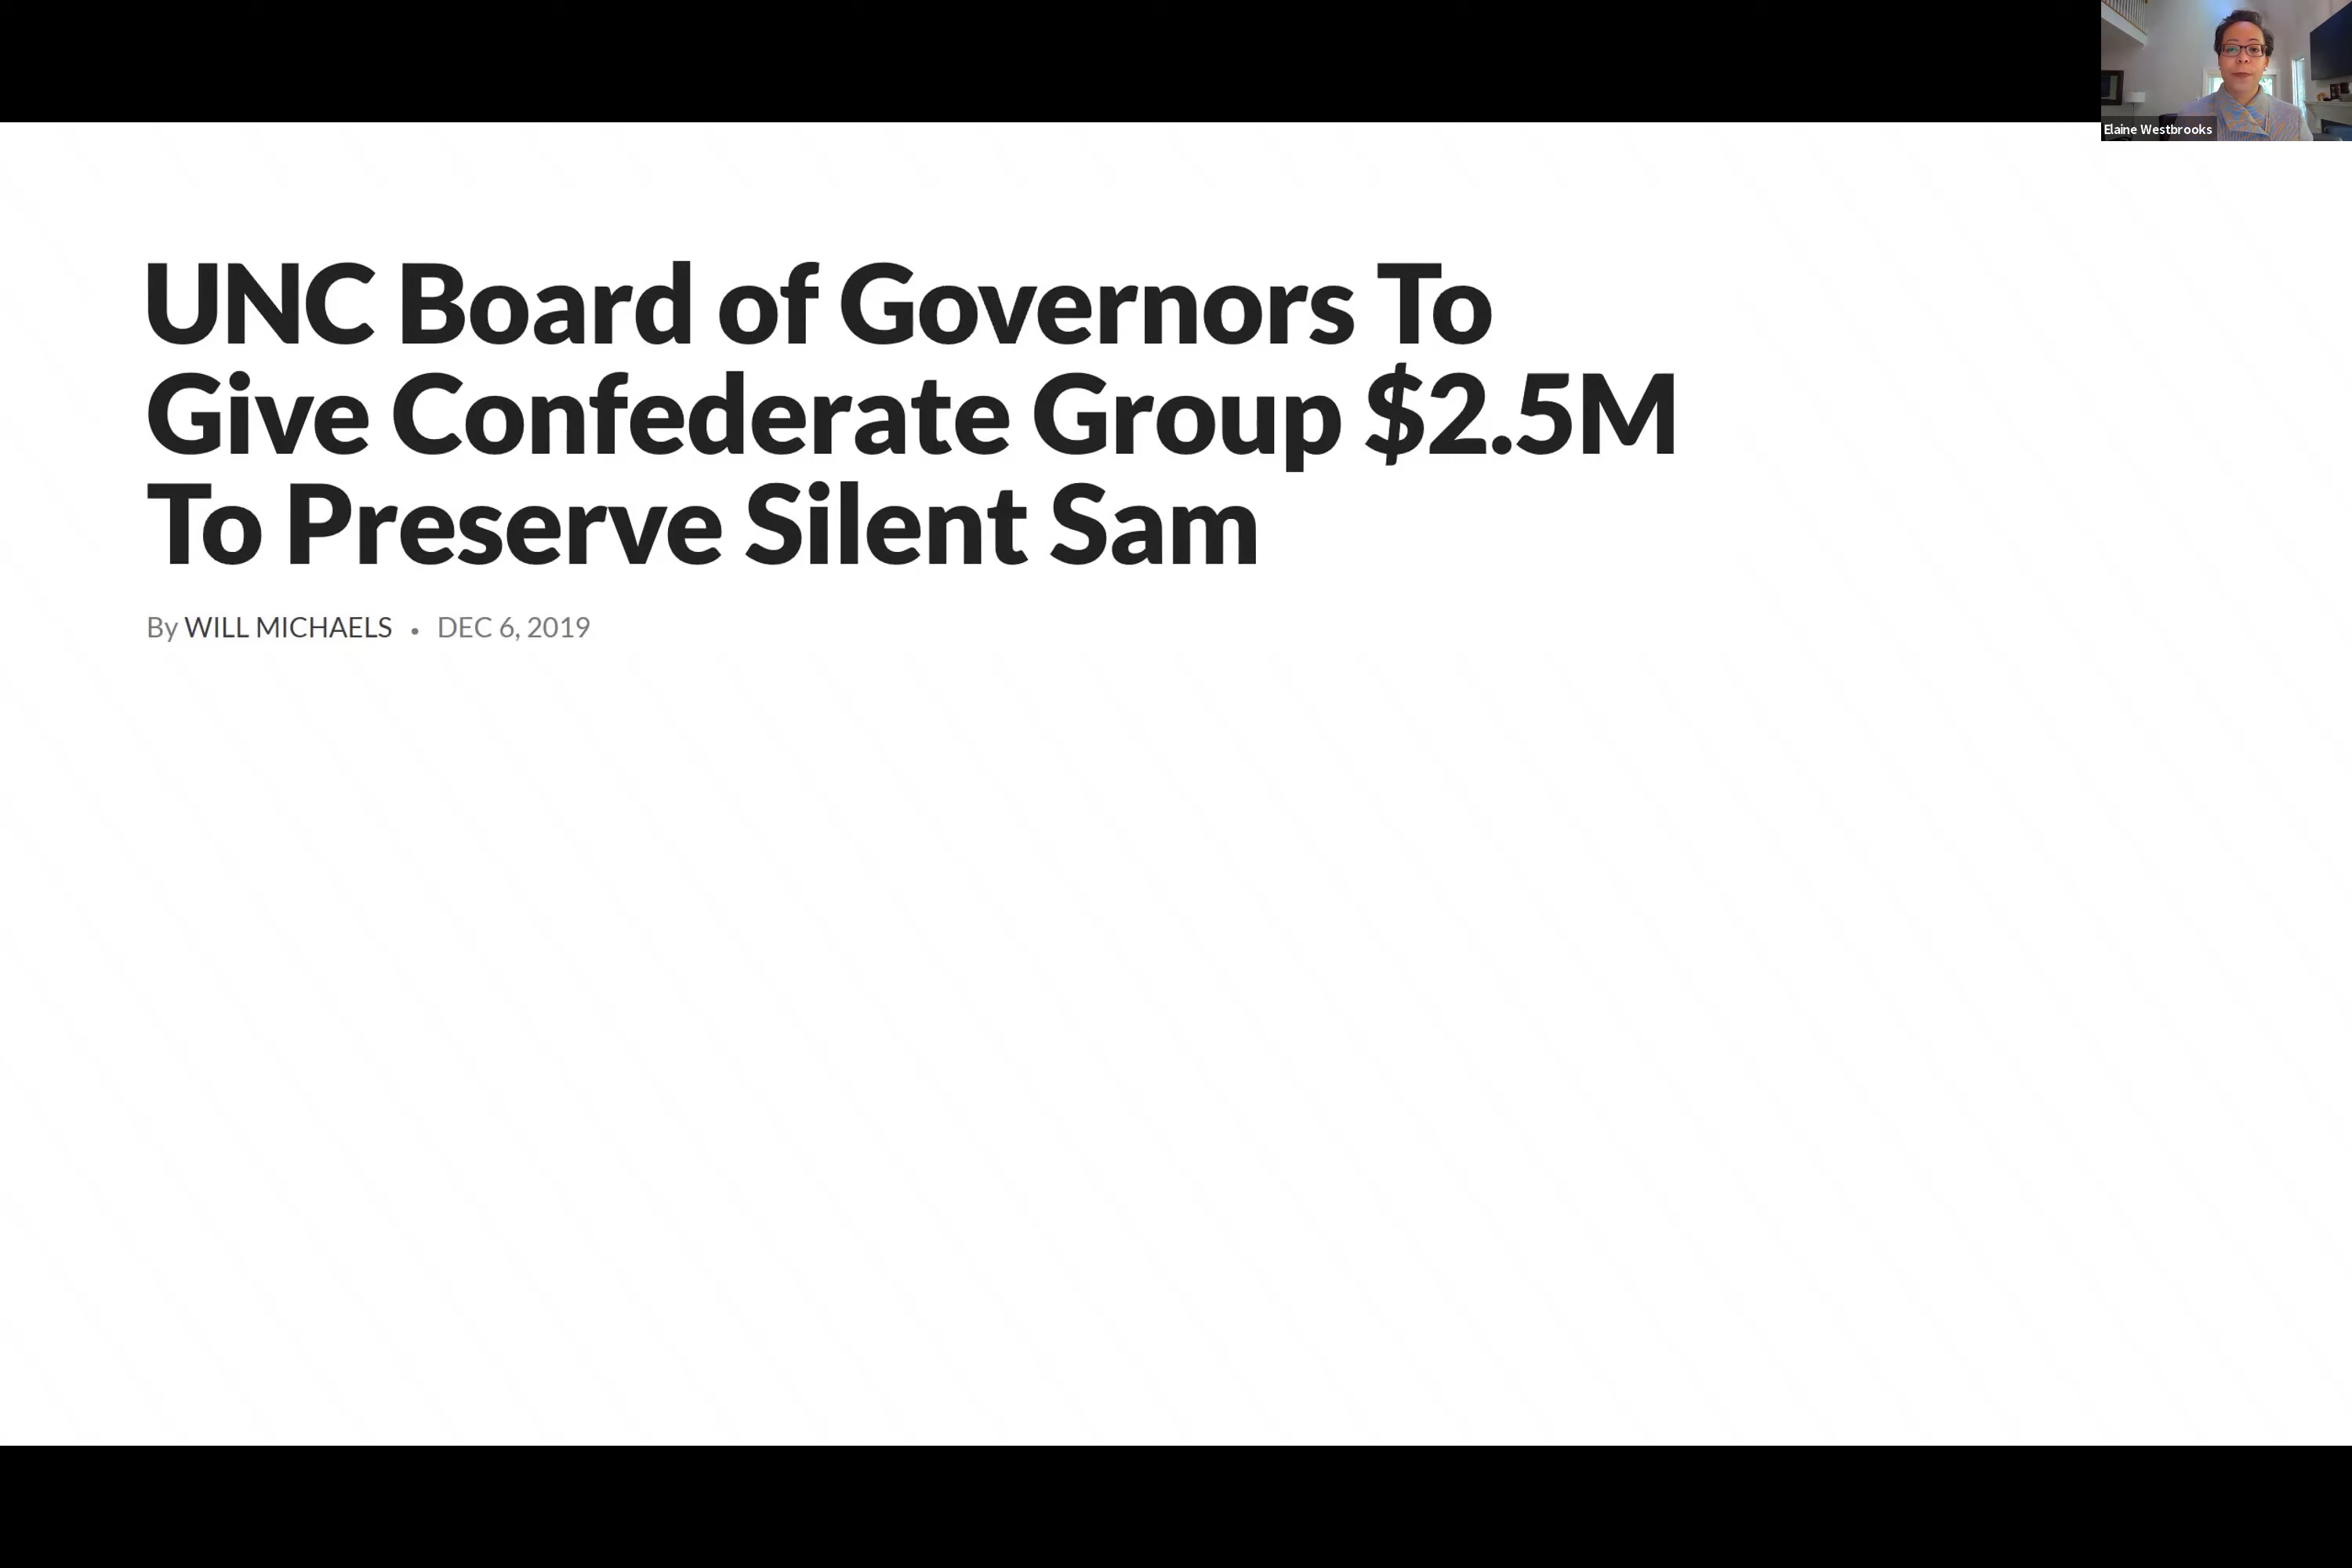 Elaine Westbrooks
UNC Board of Governors To
Give Confederate Group $2.5M
To Preserve Silent Sam
By WILL MICHAELS • DEC 6, 2019